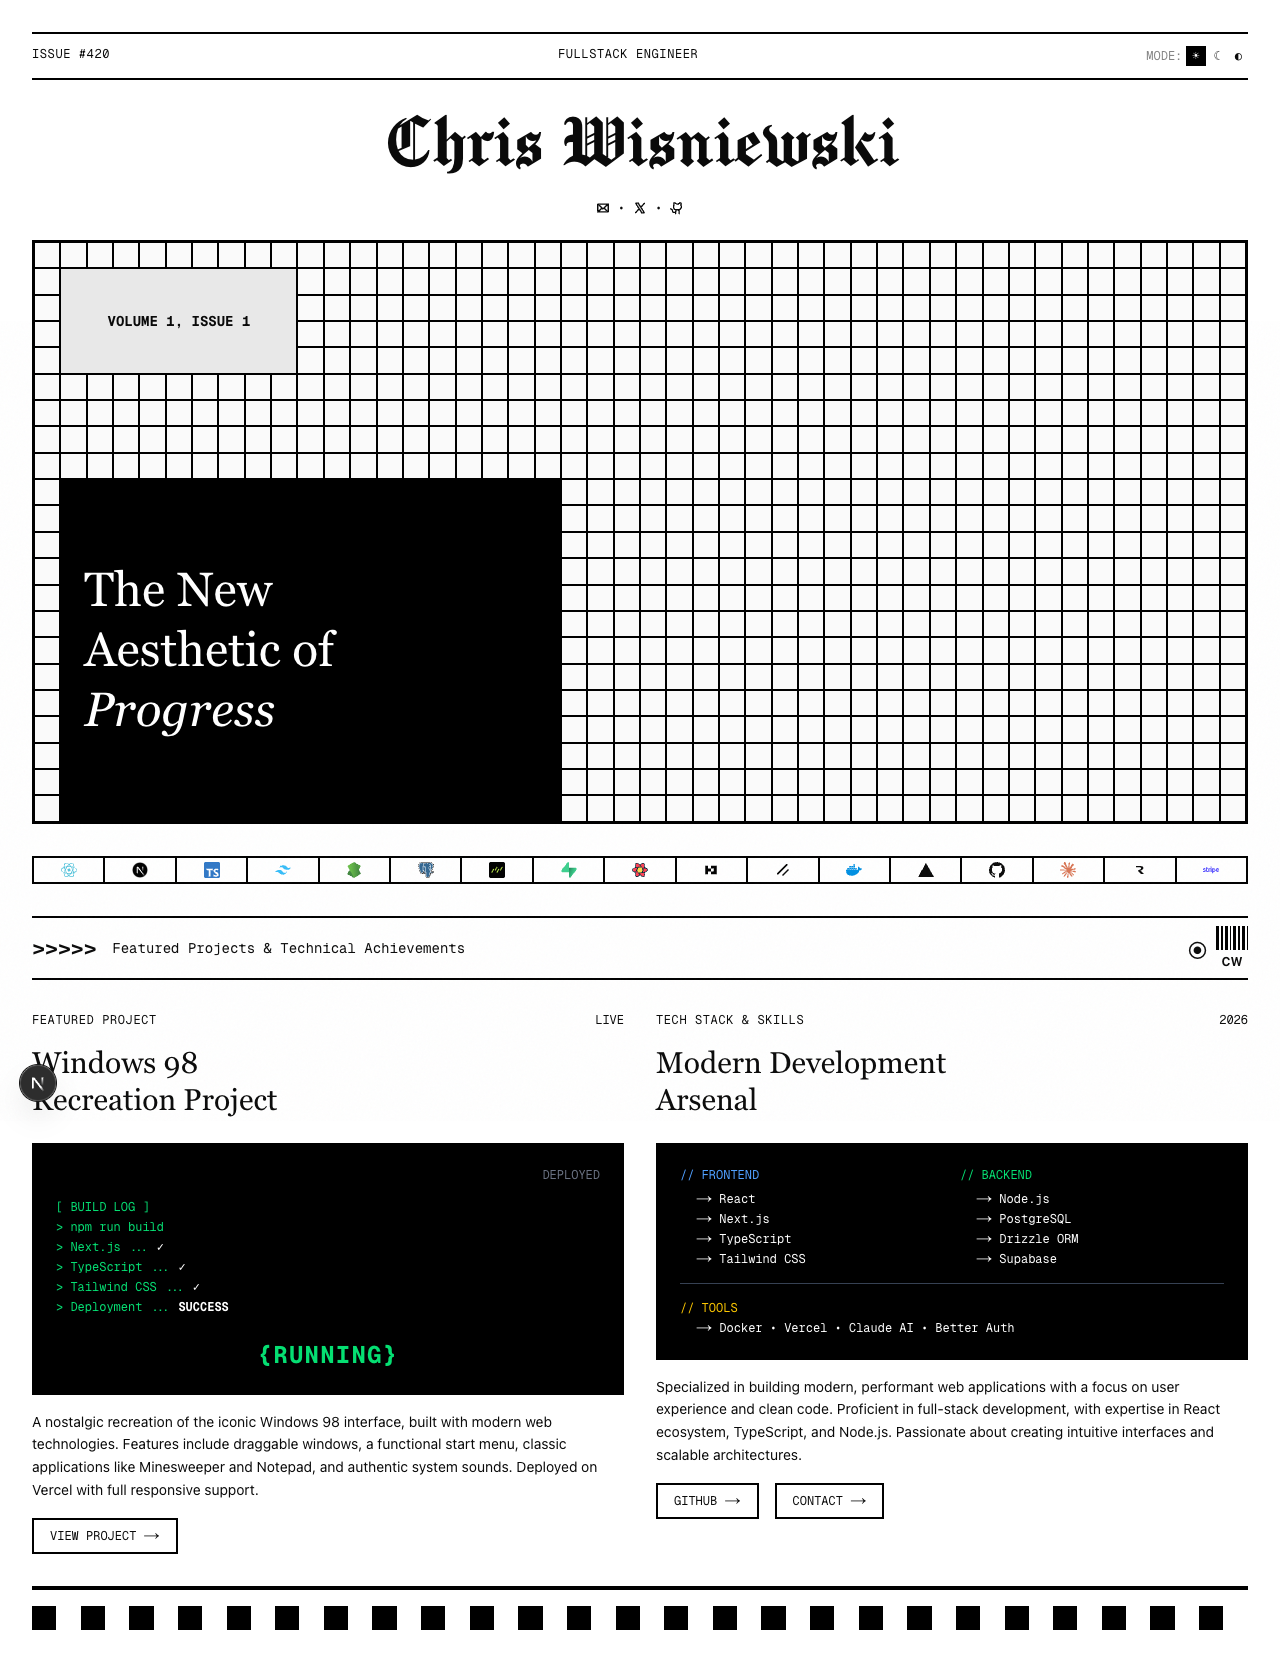 ISSUE #420
FULLSTACK ENGINEER
MODE:
Chris Wisniewski
VOLUME 1, ISSUE 1
The New
Aesthetic of
Progress
TS
stripe
>>>>> Featured Projects & Technical Achievements
CW
FEATURED PROJECT
LIVE
Windows 98
Recreation Project
N
DEPLOYED
[ BUILD LOG ]
> npm run build
> Next.js ... ✓
> TypeScript ... ✓
> Tailwind CSS ... ✓
> Deployment ... SUCCESS
{RUNNING}
A nostalgic recreation of the iconic Windows 98 interface, built with modern web
technologies. Features include draggable windows, a functional start menu, classic
applications like Minesweeper and Notepad, and authentic system sounds. Deployed on
Vercel with full responsive support.
VIEW PROJECT →
TECH STACK & SKILLS
2026
Modern Development
Arsenal
// FRONTEND
→ React
→ Next.js
→ TypeScript
→ Tailwind CSS
// BACKEND
→ Node.js
→ PostgreSQL
→ Drizzle ORM
→ Supabase
// TOOLS
→ Docker • Vercel • Claude AI • Better Auth
Specialized in building modern, performant web applications with a focus on user
experience and clean code. Proficient in full-stack development, with expertise in React
ecosystem, TypeScript, and Node.js. Passionate about creating intuitive interfaces and
scalable architectures.
GITHUB →
CONTACT →